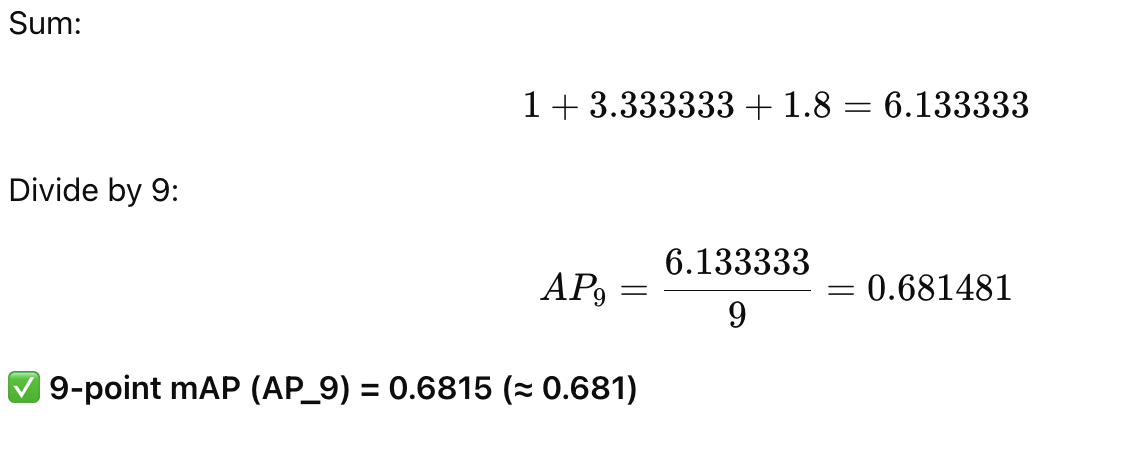 Sum:
1 + 3.333333 + 1.8 = 6.133333
Divide by 9:
AP₉ = 6.133333 / 9 = 0.681481
✅ 9-point mAP (AP_9) = 0.6815 (≈ 0.681)